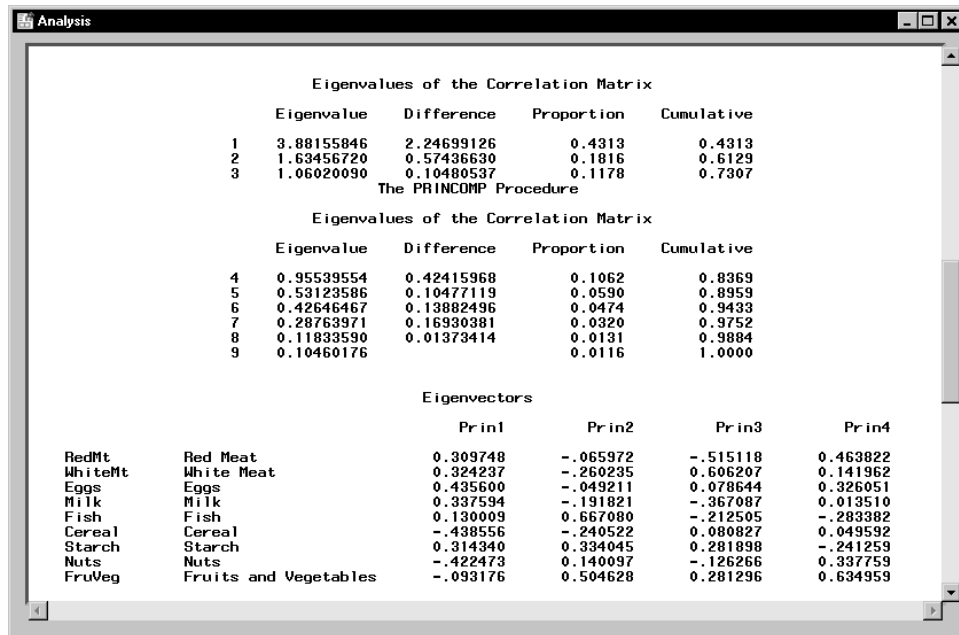 Analysis
Eigenvalues of the Correlation Matrix
Eigenvalue Difference Proportion Cumulative
1 3.88155846 2.24699126 0.4313 0.4313
2 1.63456720 0.57436630 0.1816 0.6129
3 1.06020090 0.10480537 0.1178 0.7307
The PRINCOMP Procedure
Eigenvalues of the Correlation Matrix
Eigenvalue Difference Proportion Cumulative
4 0.95539554 0.42415968 0.1062 0.8369
5 0.53123586 0.10477119 0.0590 0.8959
6 0.42646467 0.13882496 0.0474 0.9433
7 0.28763971 0.16930381 0.0320 0.9752
8 0.11833590 0.01373414 0.0131 0.9884
9 0.10460176 0.0116 1.0000
Eigenvectors
Prin1 Prin2 Prin3 Prin4
RedMt Red Meat 0.309748 -.065972 -.515118 0.463822
WhiteMt White Meat 0.324237 -.260235 0.606207 0.141962
Eggs Eggs 0.435600 -.049211 0.078644 0.326051
Milk Milk 0.337594 -.191821 -.367087 0.013510
Fish Fish 0.130009 0.667080 -.212505 -.283382
Cereal Cereal -.438556 -.240522 0.080827 0.049592
Starch Starch 0.314340 0.334045 0.281898 -.241259
Nuts Nuts -.422473 0.140097 -.126266 0.337759
FruVeg Fruits and Vegetables -.093176 0.504628 0.281296 0.634959